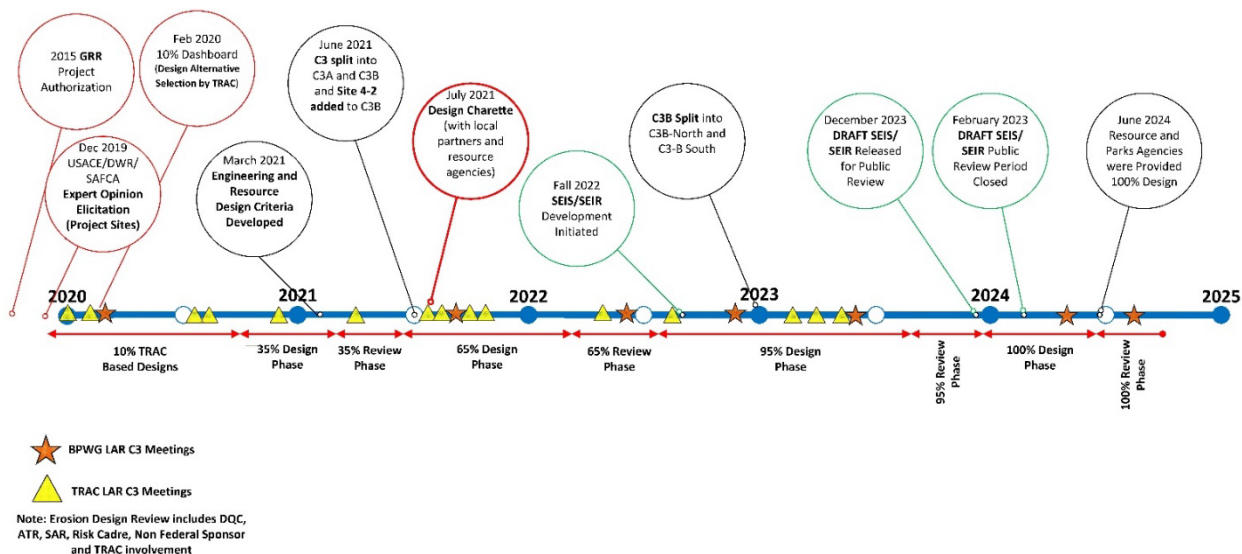 2015 GRR
Project
Authorization
Feb 2020
10% Dashboard
(Design Alternative
Selection by TRAC)
Dec 2019
USACE/DWR/
SAFCA
Expert Opinion
Elicitation
(Project Sites)
March 2021
Engineering and
Resource
Design Criteria
Developed
June 2021
C3 split into
C3A and C3B
and Site 4-2
added to C3B
July 2021
Design Charette
(with local
partners and
resource
agencies)
Fall 2022
SEIS/SEIR
Development
Initiated
C3B Split into
C3B-North and
C3-B South
December 2023
DRAFT SEIS/
SEIR Released
for Public
Review
February 2023
DRAFT SEIS/
SEIR Public
Review Period
Closed
June 2024
Resource and
Parks Agencies
were Provided
100% Design
2020
2021
2022
2023
2024
2025
10% TRAC
Based Designs
35% Design
Phase
35% Review
Phase
65% Design
Phase
65% Review
Phase
95% Design
Phase
95% Review
Phase
100% Design
Phase
100% Review
Phase
BPWG LAR C3 Meetings
TRAC LAR C3 Meetings
Note: Erosion Design Review includes DQC,
ATR, SAR, Risk Cadre, Non Federal Sponsor
and TRAC involvement